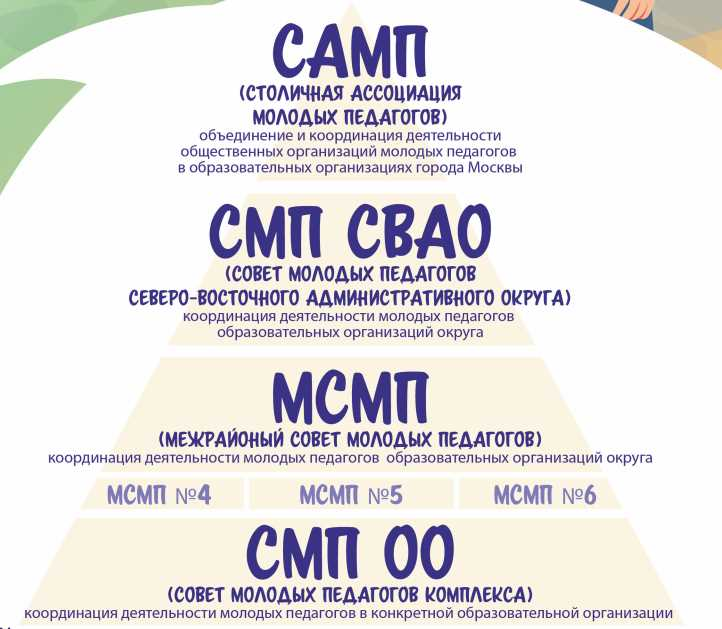 САМП
(СТОЛИЧНАЯ АССОЦИАЦИЯ
МОЛОДЫХ ПЕДАГОГОВ)
объединение и координация деятельности
общественных организаций молодых педагогов
в образовательных организациях города Москвы
СМП СВАО
(СОВЕТ МОЛОДЫХ ПЕДАГОГОВ
СЕВЕРО-ВОСТОЧНОГО АДМИНИСТРАТИВНОГО ОКРУГА)
координация деятельности молодых педагогов
образовательных организаций округа
МСМП
(МЕЖРАЙОНЫЙ СОВЕТ МОЛОДЫХ ПЕДАГОГОВ)
координация деятельности молодых педагогов образовательных организаций округа
МСМП №4 МСМП №5 МСМП №6
СМП ОО
(СОВЕТ МОЛОДЫХ ПЕДАГОГОВ КОМПЛЕКСА)
координация деятельности молодых педагогов в конкретной образовательной организации